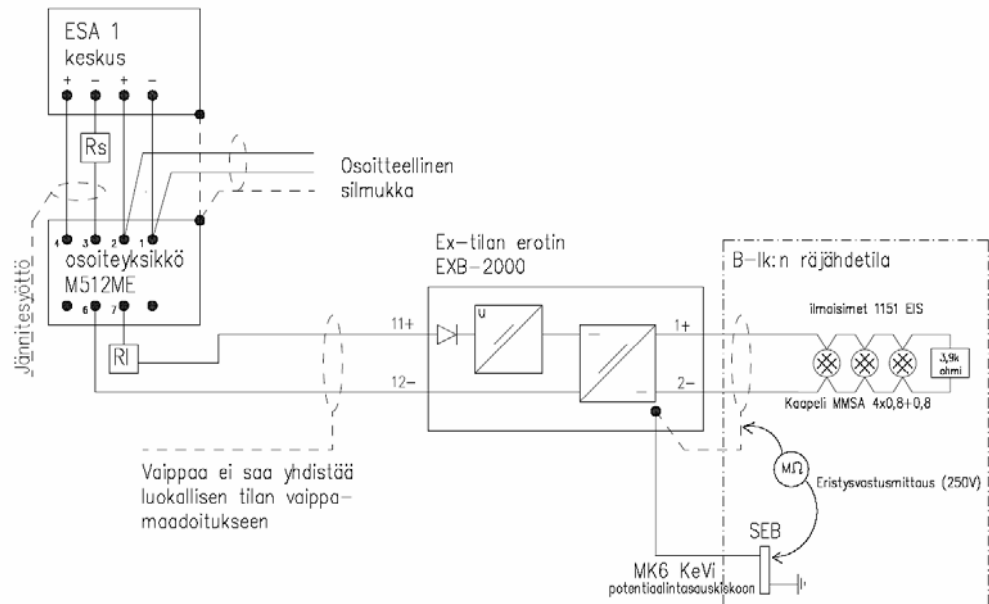 ESA 1
keskus
+ − + −
Rs
Osoitteellinen
silmukka
Jännitesyöttö
4 3 2 1
osoiteyksikkö
M512ME
6 7
Rl
Ex-tilan erotin
EXB-2000
11+
12−
U
1+
2−
B-lk:n räjähdetila
ilmaisimet 1151 EIS
3,9k
ohmi
Kaapeli MMSA 4x0,8+0,8
Vaippaa ei saa yhdistää
luokallisen tilan vaippa-
maadoitukseen
MΩ
Eristysvastusmittaus (250V)
SEB
MK6 KeVi
potentiaalintasauskiskoon